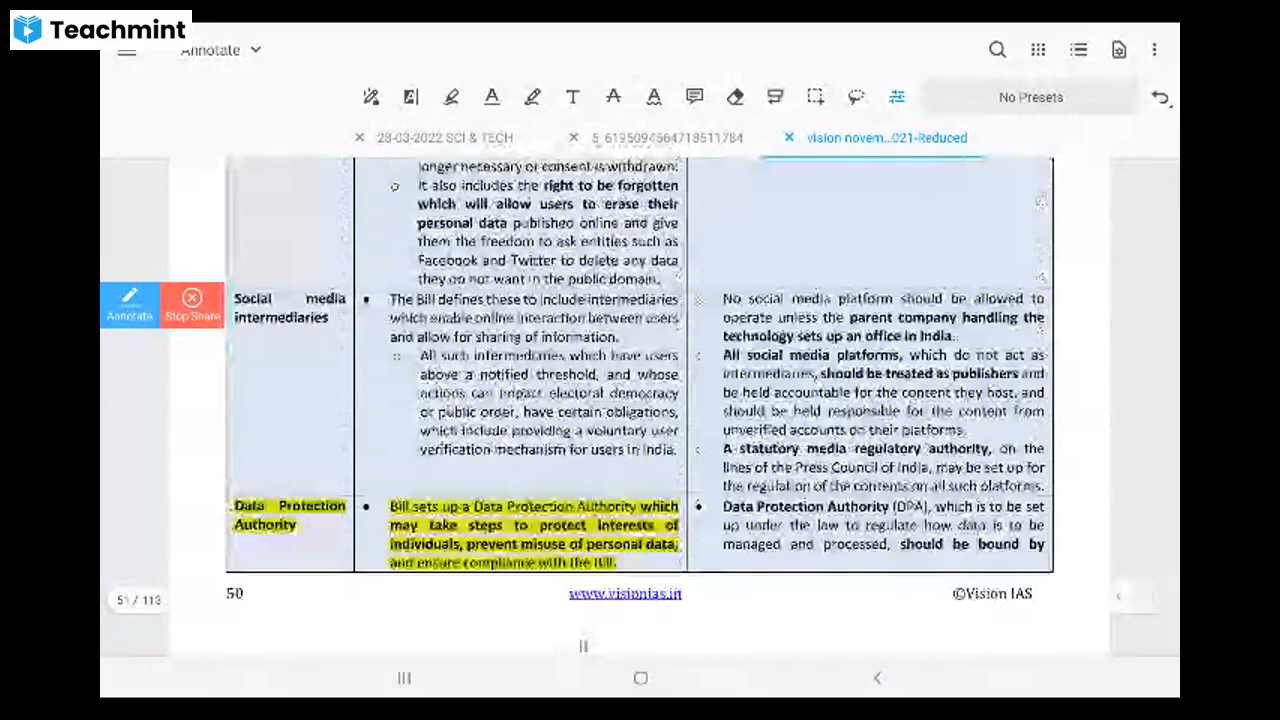 Teachmint
Annotate
No Presets
28-03-2022 SCI & TECH
5_6195094564718511784
vision novem...021-Reduced
longer necessary or consent is withdrawn.
It also includes the right to be forgotten
which will allow users to erase their
personal data published online and give
them the freedom to ask entities such as
Facebook and Twitter to delete any data
they do not want in the public domain.
Social media
intermediaries
• The Bill defines these to include intermediaries
which enable online interaction between users
and allow for sharing of information.
All such intermediaries which have users
above a notified threshold, and whose
actions can impact electoral democracy
or public order, have certain obligations,
which include providing a voluntary user
verification mechanism for users in India.
No social media platform should be allowed to
operate unless the parent company handling the
technology sets up an office in India.
All social media platforms, which do not act as
intermediaries, should be treated as publishers and
be held accountable for the content they host, and
should be held responsible for the content from
unverified accounts on their platforms.
A statutory media regulatory authority, on the
lines of the Press Council of India, may be set up for
the regulation of the contents on all such platforms.
Annotate
Stop Share
Data Protection
Authority
• Bill sets up a Data Protection Authority which
may take steps to protect interests of
individuals, prevent misuse of personal data,
and ensure compliance with the Bill.
• Data Protection Authority (DPA), which is to be set
up under the law to regulate how data is to be
managed and processed, should be bound by
51 / 113
50
www.visionias.in
©Vision IAS